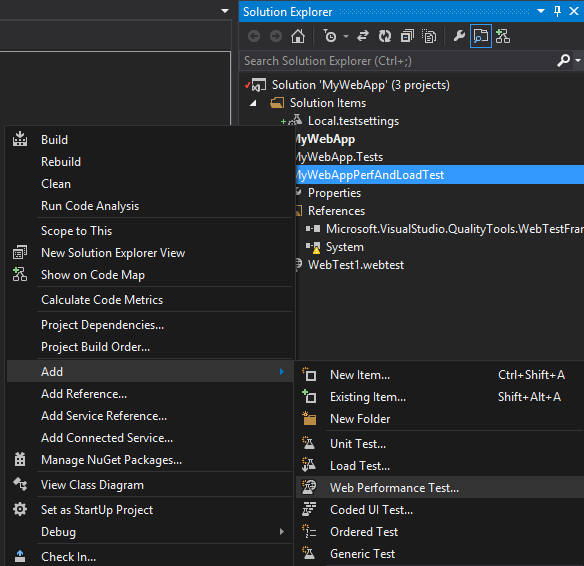 Solution Explorer
Search Solution Explorer (Ctrl+;)
Solution 'MyWebApp' (3 projects)
Solution Items
Local.testsettings
MyWebApp
MyWebApp.Tests
MyWebAppPerfAndLoadTest
Properties
References
Microsoft.VisualStudio.QualityTools.WebTestFram
System
WebTest1.webtest
Build
Rebuild
Clean
Run Code Analysis
Scope to This
New Solution Explorer View
Show on Code Map
Calculate Code Metrics
Project Dependencies...
Project Build Order...
Add
Add Reference...
Add Service Reference...
Add Connected Service...
Manage NuGet Packages...
View Class Diagram
Set as StartUp Project
Debug
Check In...
New Item... Ctrl+Shift+A
Existing Item... Shift+Alt+A
New Folder
Unit Test...
Load Test...
Web Performance Test...
Coded UI Test...
Ordered Test
Generic Test